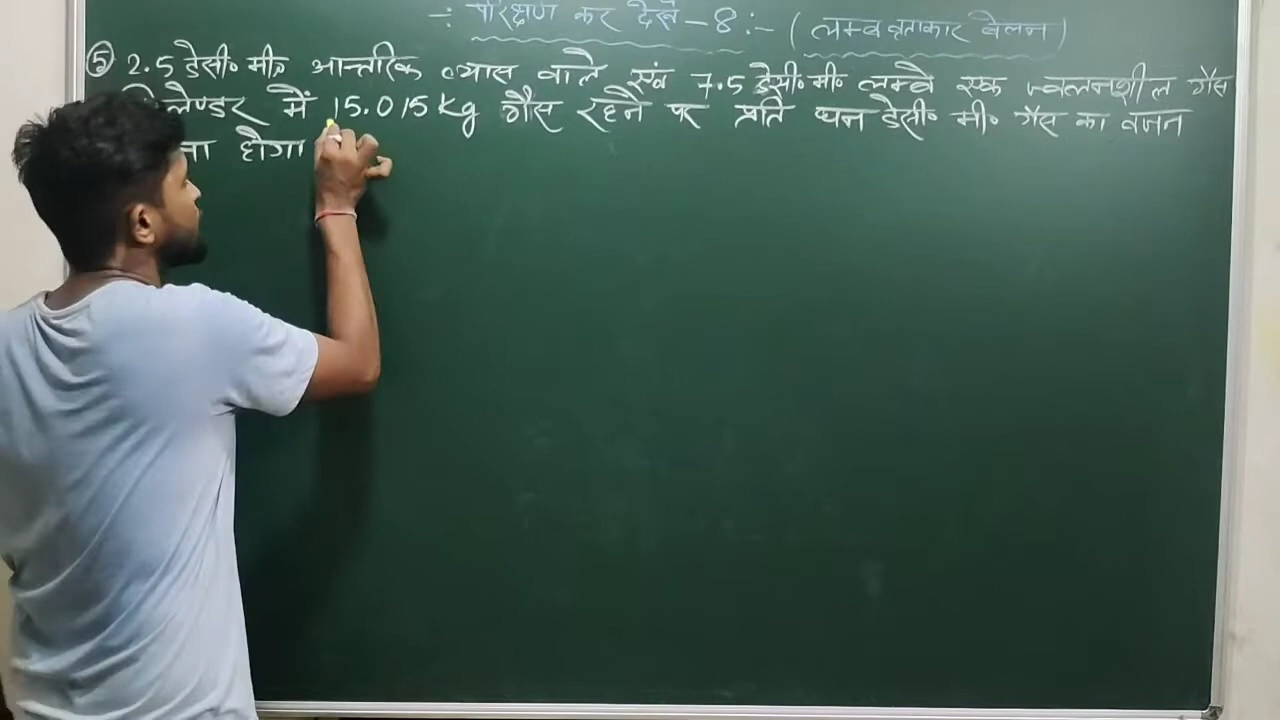 -: परिक्षण कर देखे - 8 :- ( लम्ब वृताकार बेलन )
⑤ 2.5 डेसी॰ मी॰ आन्तरिक व्यास वाले एवं 7.5 डेसी॰ मी॰ लम्बे एक ज्वलनशील गैस
लेण्डर में 15.015 kg गैस रहने पर प्रति घन डेसी॰ मी॰ गैस का वजन
ना होगा